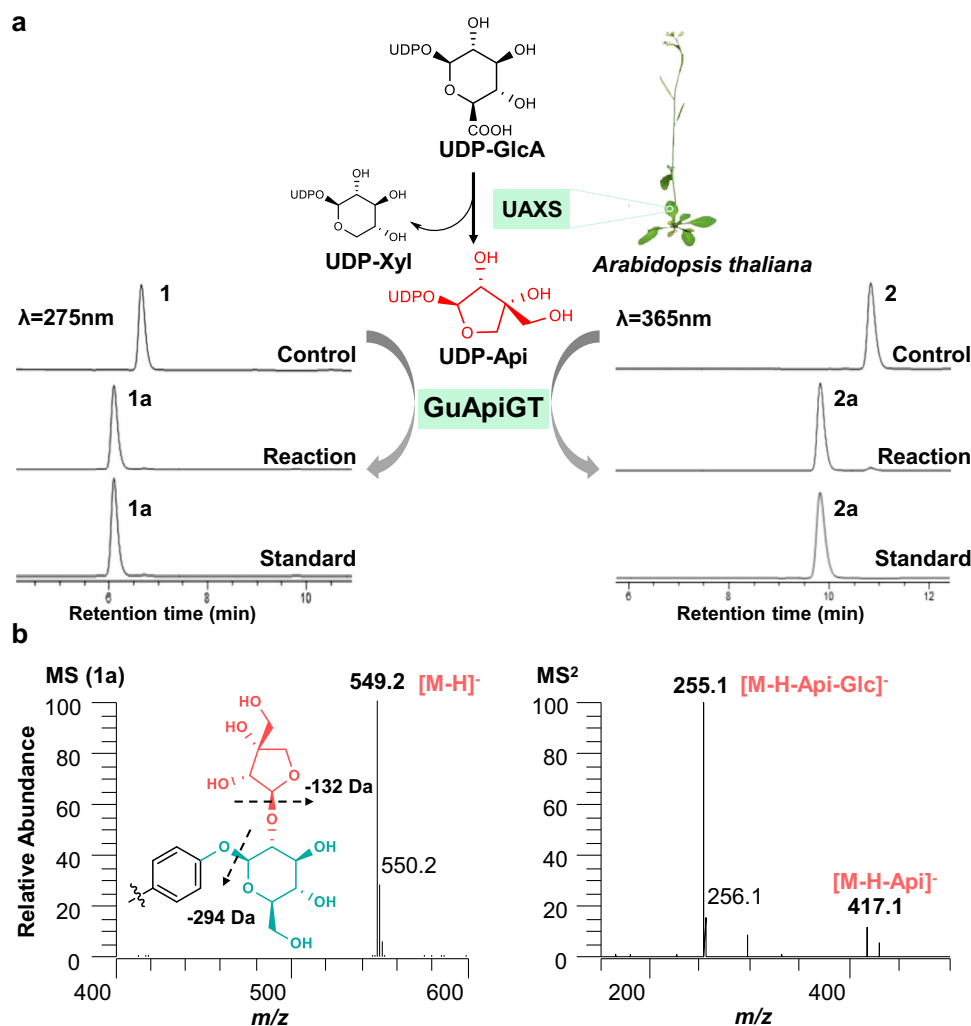 a
OH
UDPO
OH
O
OH
COOH
UDP-GlcA
OH
UDPO
OH
O
OH
UDP-Xyl
UAXS
Arabidopsis thaliana
OH
UDPO
OH
OH
O
UDP-Api
GuApiGT
λ=275nm
1
Control
1a
Reaction
1a
Standard
6
8
10
Retention time (min)
λ=365nm
2
Control
2a
Reaction
2a
Standard
6
8
10
12
Retention time (min)
b
MS (1a)
549.2
[M-H]-
550.2
Relative Abundance
100
80
60
40
20
0
400
500
600
m/z
HO
HO
HO
O
-132 Da
O
O
OH
O
OH
OH
-294 Da
MS2
255.1
[M-H-Api-Glc]-
256.1
[M-H-Api]-
417.1
100
80
60
40
20
0
200
400
m/z